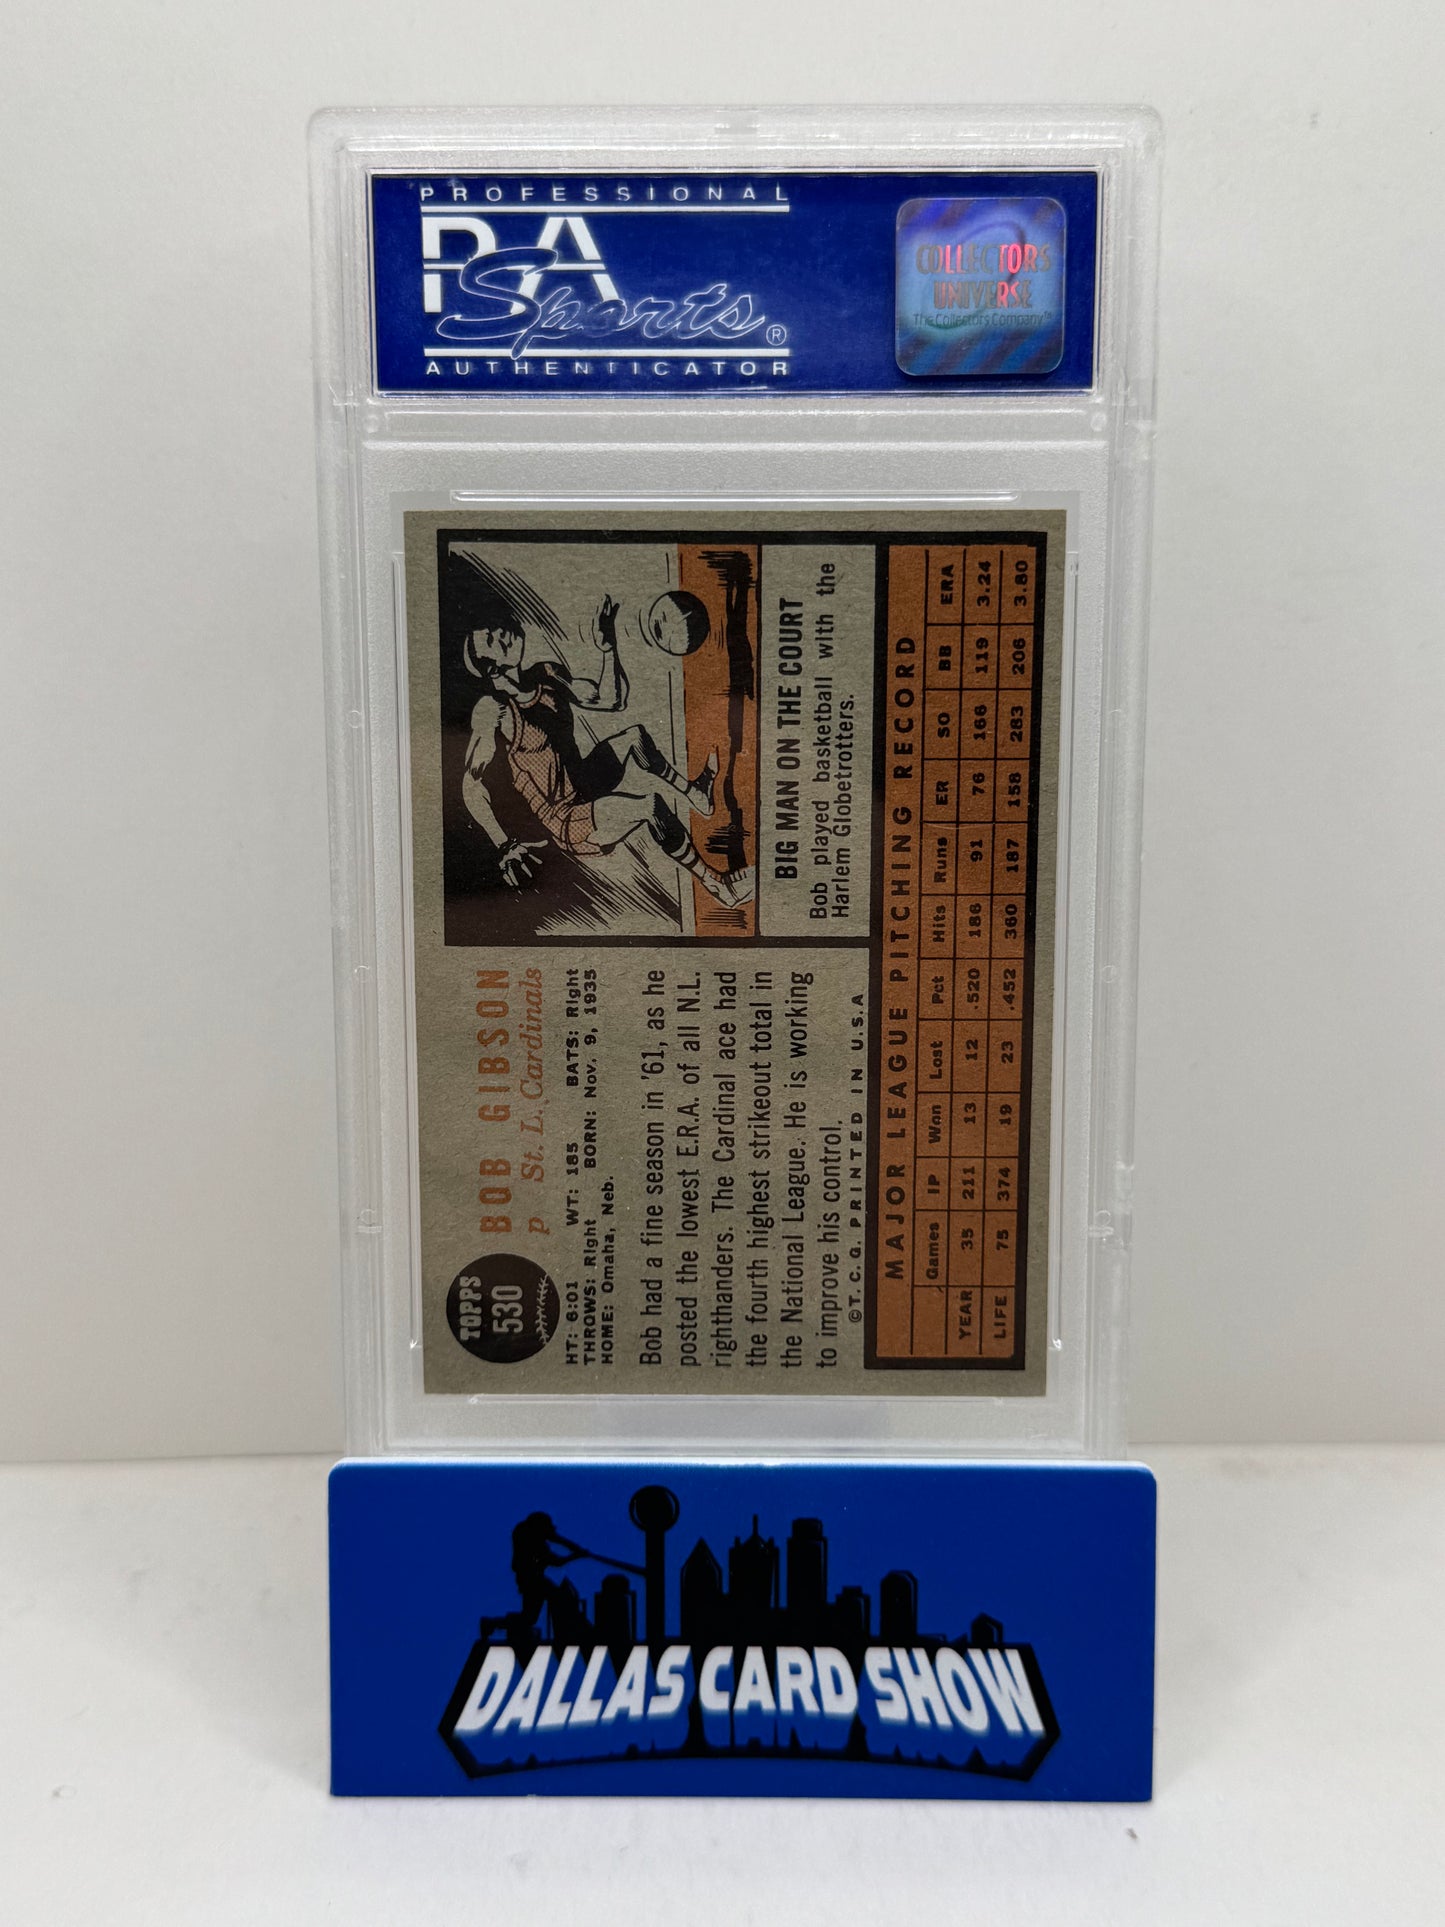 PROFESSIONAL
PSA
Sports®
AUTHENTICATOR
COLLECTORS
UNIVERSE
The Collectors Company™
TOPPS
530
BOB GIBSON
p St. L. Cardinals
HT: 6:01 WT: 185 BATS: Right
THROWS: Right BORN: Nov. 9, 1935
HOME: Omaha, Neb.
Bob had a fine season in '61, as he
posted the lowest E.R.A. of all N.L.
righthanders. The Cardinal ace had
the fourth highest strikeout total in
the National League. He is working
to improve his control.
©T.C.G. PRINTED IN U.S.A
BIG MAN ON THE COURT
Bob played basketball with the
Harlem Globetrotters.
MAJOR LEAGUE PITCHING RECORD
Games IP Won Lost Pct Hits Runs ER SO BB ERA
YEAR 35 211 13 12 .520 186 91 76 166 119 3.24
LIFE 75 374 19 23 .452 360 187 158 283 206 3.80
DALLAS CARD SHOW